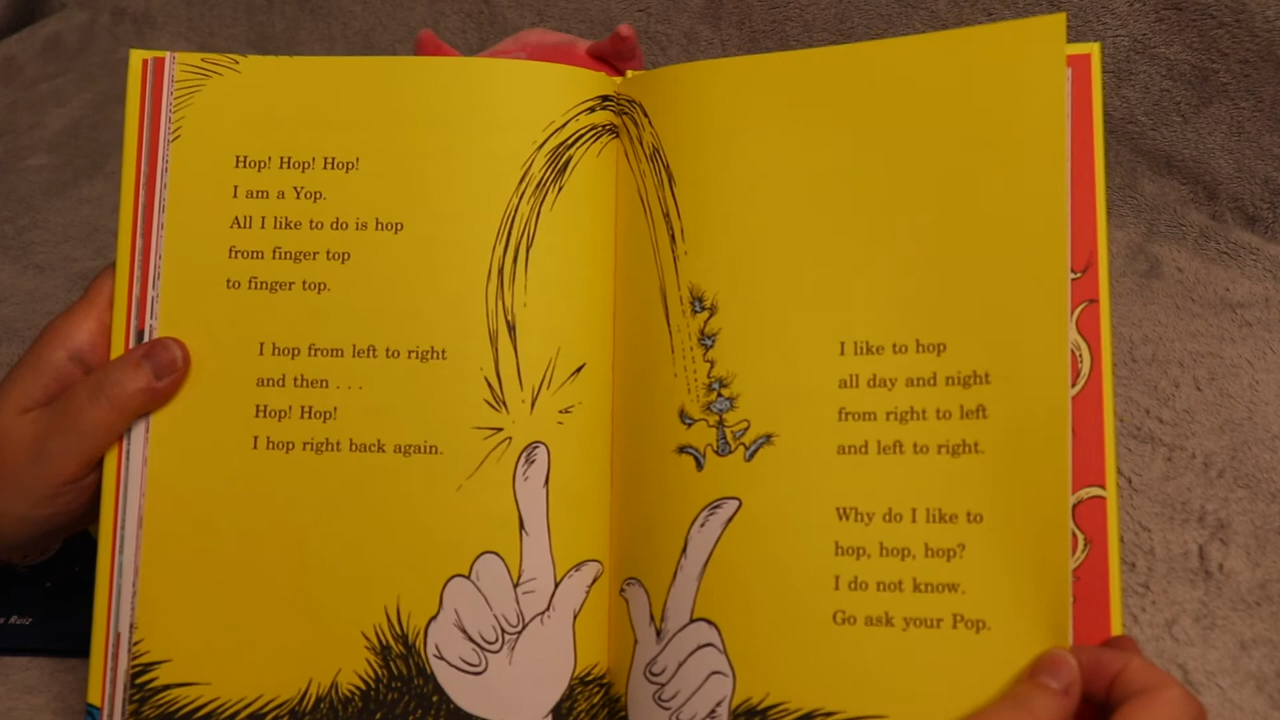 Hop! Hop! Hop!
I am a Yop.
All I like to do is hop
from finger top
to finger top.
I hop from left to right
and then . . .
Hop! Hop!
I hop right back again.
I like to hop
all day and night
from right to left
and left to right.
Why do I like to
hop, hop, hop?
I do not know.
Go ask your Pop.
Ruiz